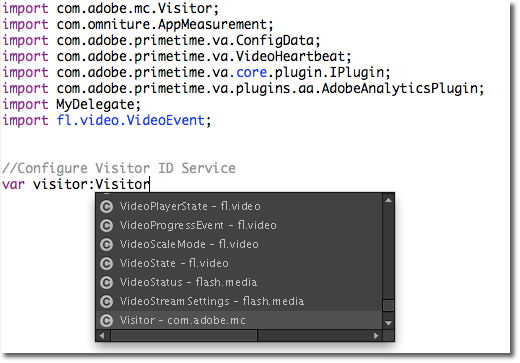 import com.adobe.mc.Visitor;
import com.omniture.AppMeasurement;
import com.adobe.primetime.va.ConfigData;
import com.adobe.primetime.va.VideoHeartbeat;
import com.adobe.primetime.va.core.plugin.IPlugin;
import com.adobe.primetime.va.plugins.aa.AdobeAnalyticsPlugin;
import MyDelegate;
import fl.video.VideoEvent;
//Configure Visitor ID Service
var visitor:Visitor
C VideoPlayerState - fl.video
C VideoProgressEvent - fl.video
C VideoScaleMode - fl.video
C VideoState - fl.video
C VideoStatus - flash.media
C VideoStreamSettings - flash.media
C Visitor - com.adobe.mc